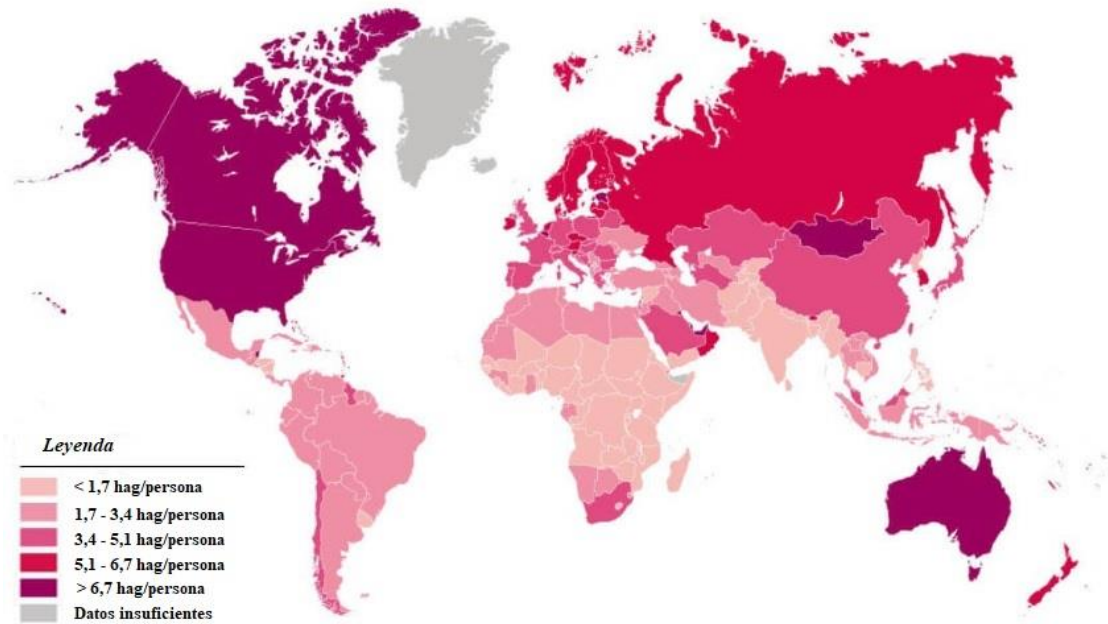 Leyenda
< 1,7 hag/persona
1,7 - 3,4 hag/persona
3,4 - 5,1 hag/persona
5,1 - 6,7 hag/persona
> 6,7 hag/persona
Datos insuficientes